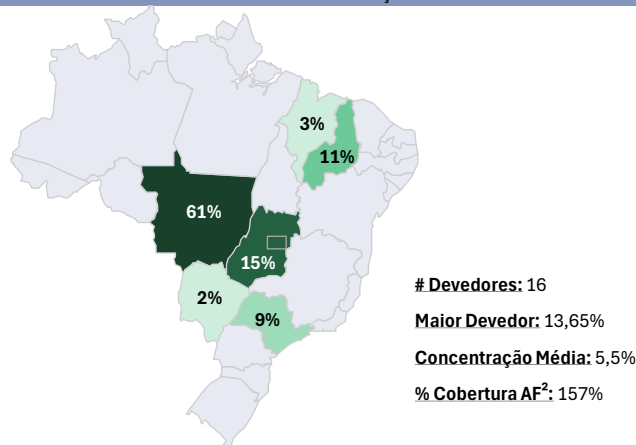 3%
11%
61%
15%
2%
9%
# Devedores: 16
Maior Devedor: 13,65%
Concentração Média: 5,5%
% Cobertura AF²: 157%